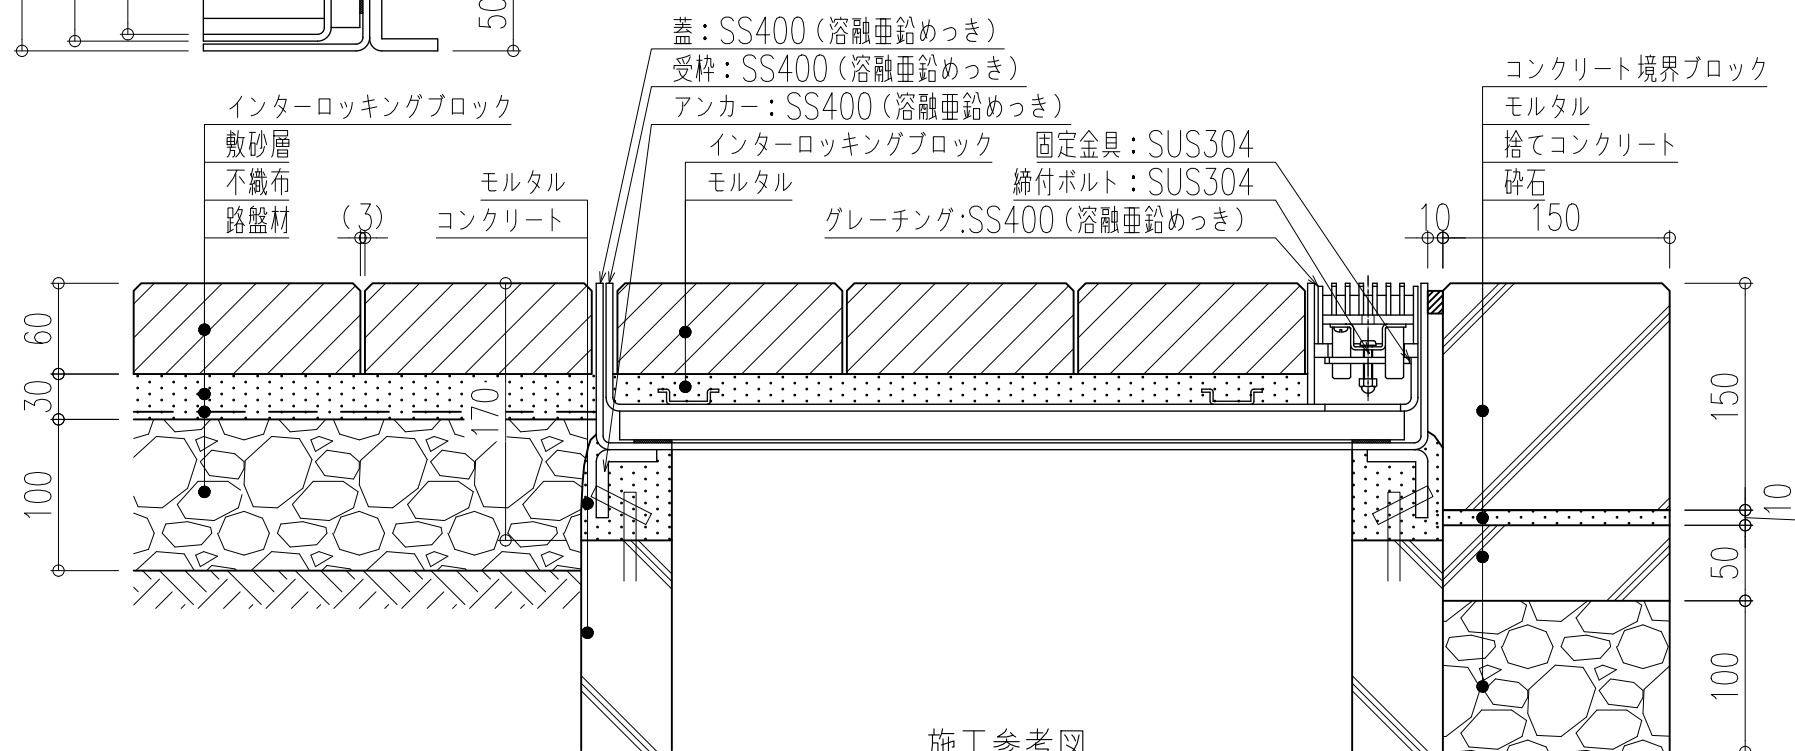 50
蓋：SS400（溶融亜鉛めっき）
受枠：SS400（溶融亜鉛めっき）
アンカー：SS400（溶融亜鉛めっき）
コンクリート境界ブロック
モルタル
捨てコンクリート
砕石
インターロッキングブロック
敷砂層
不織布
路盤材
モルタル
コンクリート
インターロッキングブロック
モルタル
固定金具：SUS304
締付ボルト：SUS304
グレーチング:SS400（溶融亜鉛めっき）
(3)
10
150
60
30
100
170
150
10
50
100
施工参考図